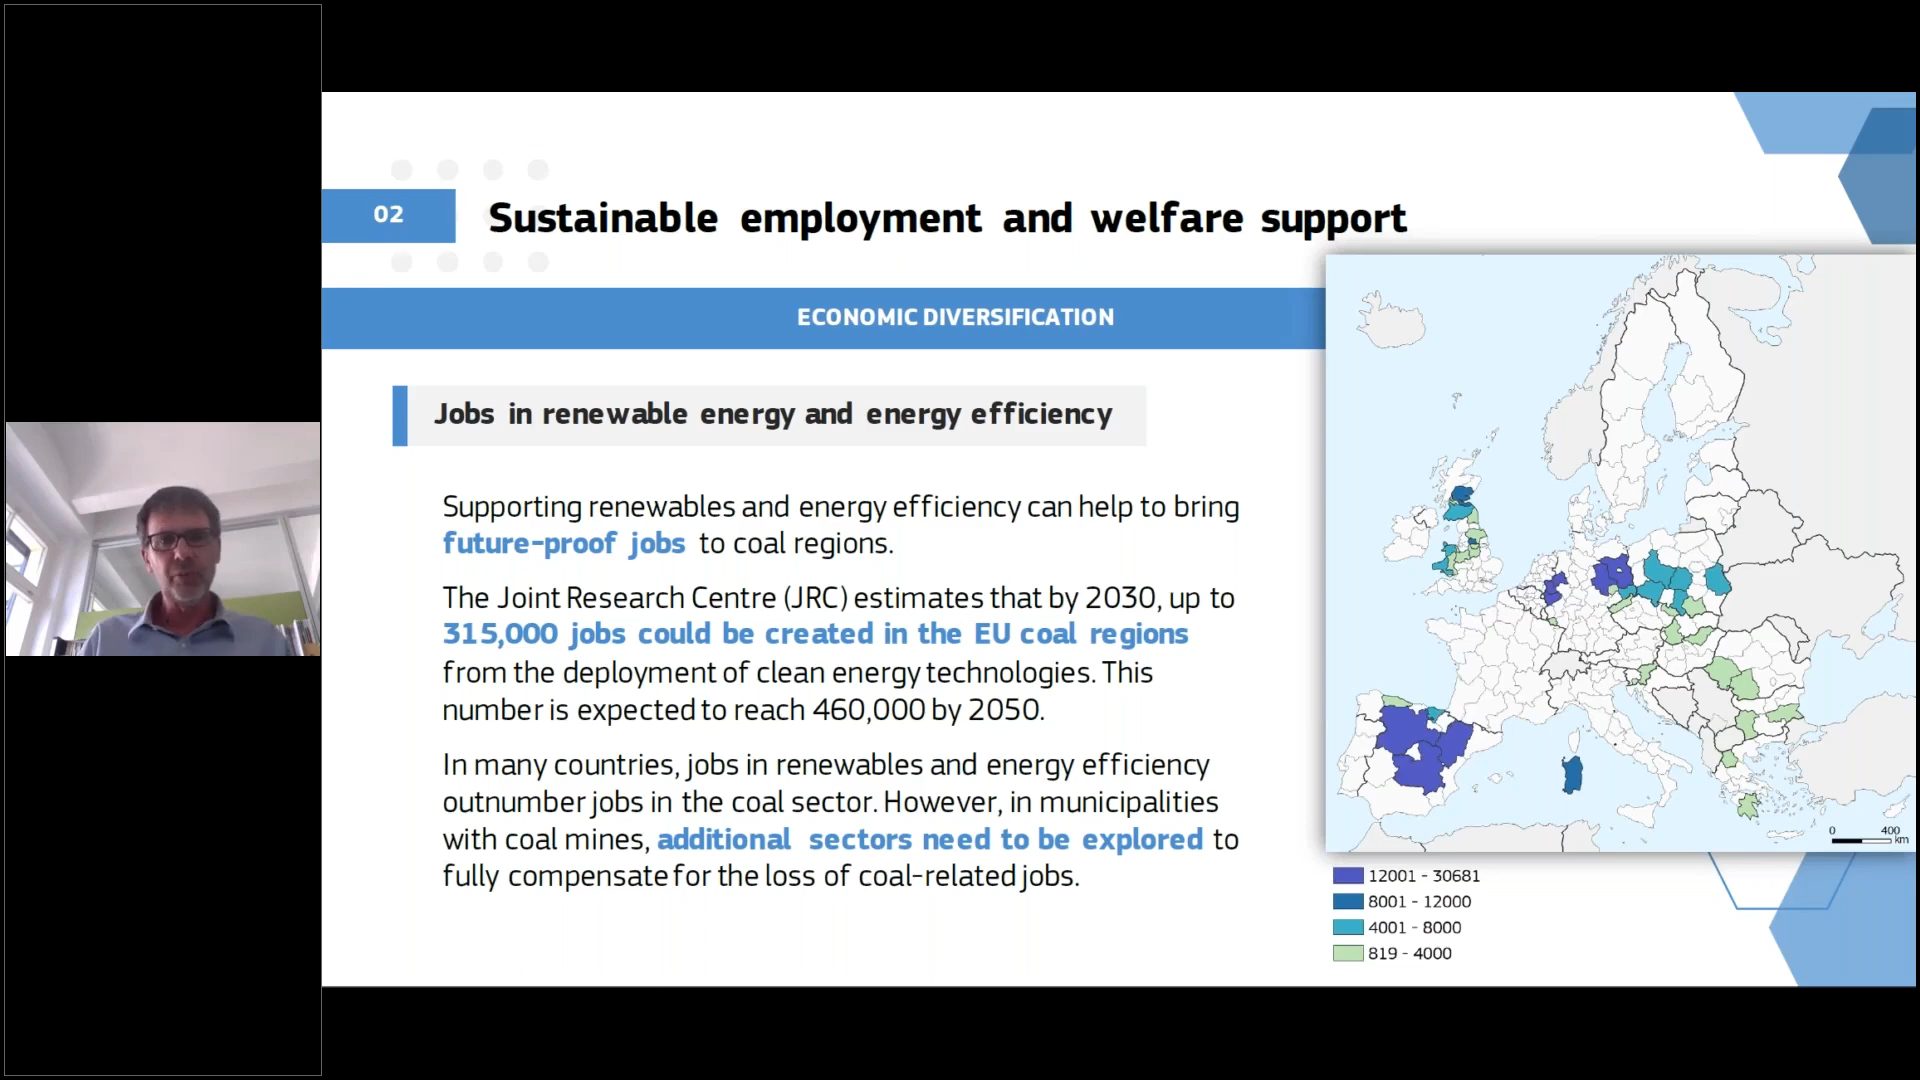 02
Sustainable employment and welfare support
ECONOMIC DIVERSIFICATION
Jobs in renewable energy and energy efficiency
Supporting renewables and energy efficiency can help to bring
future-proof jobs to coal regions.
The Joint Research Centre (JRC) estimates that by 2030, up to
315,000 jobs could be created in the EU coal regions
from the deployment of clean energy technologies. This
number is expected to reach 460,000 by 2050.
In many countries, jobs in renewables and energy efficiency
outnumber jobs in the coal sector. However, in municipalities
with coal mines, additional sectors need to be explored to
fully compensate for the loss of coal-related jobs.
0 400
km
12001 - 30681
8001 - 12000
4001 - 8000
819 - 4000